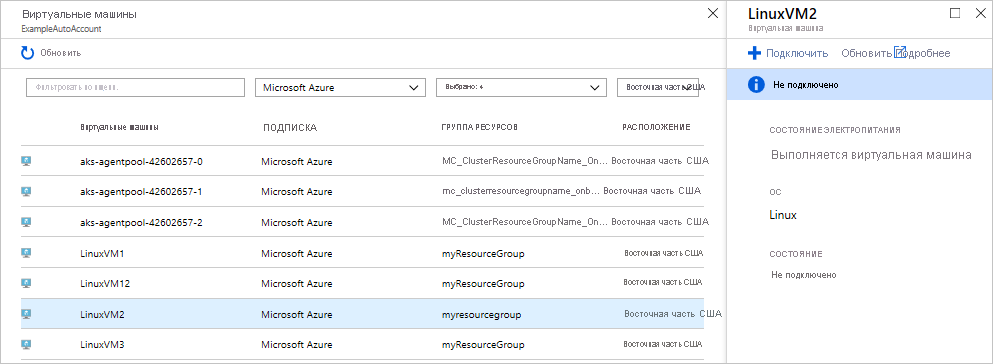 Виртуальные машины
ExampleAutoAccount
Обновить
Фильтровать по
Microsoft Azure
Выбрано: 4
Восточная часть США
Виртуальные машины ПОДПИСКА ГРУППА РЕСУРСОВ РАСПОЛОЖЕНИЕ
aks-agentpool-42602657-0 Microsoft Azure MC_ClusterResourceGroupName_On... Восточная часть США
aks-agentpool-42602657-1 Microsoft Azure mc_clusterresourcegroupname_onb... Восточная часть США
aks-agentpool-42602657-2 Microsoft Azure MC_ClusterResourceGroupName_On... Восточная часть США
LinuxVM1 Microsoft Azure myResourceGroup Восточная часть США
LinuxVM12 Microsoft Azure myResourceGroup Восточная часть США
LinuxVM2 Microsoft Azure myresourcegroup Восточная часть США
LinuxVM3 Microsoft Azure myResourceGroup Восточная часть США
LinuxVM2
Виртуальная машина
Подключить Обновить Подробнее
Не подключено
СОСТОЯНИЕ ЭЛЕКТРОПИТАНИЯ
Выполняется виртуальная машина
ОС
Linux
СОСТОЯНИЕ
Не подключено